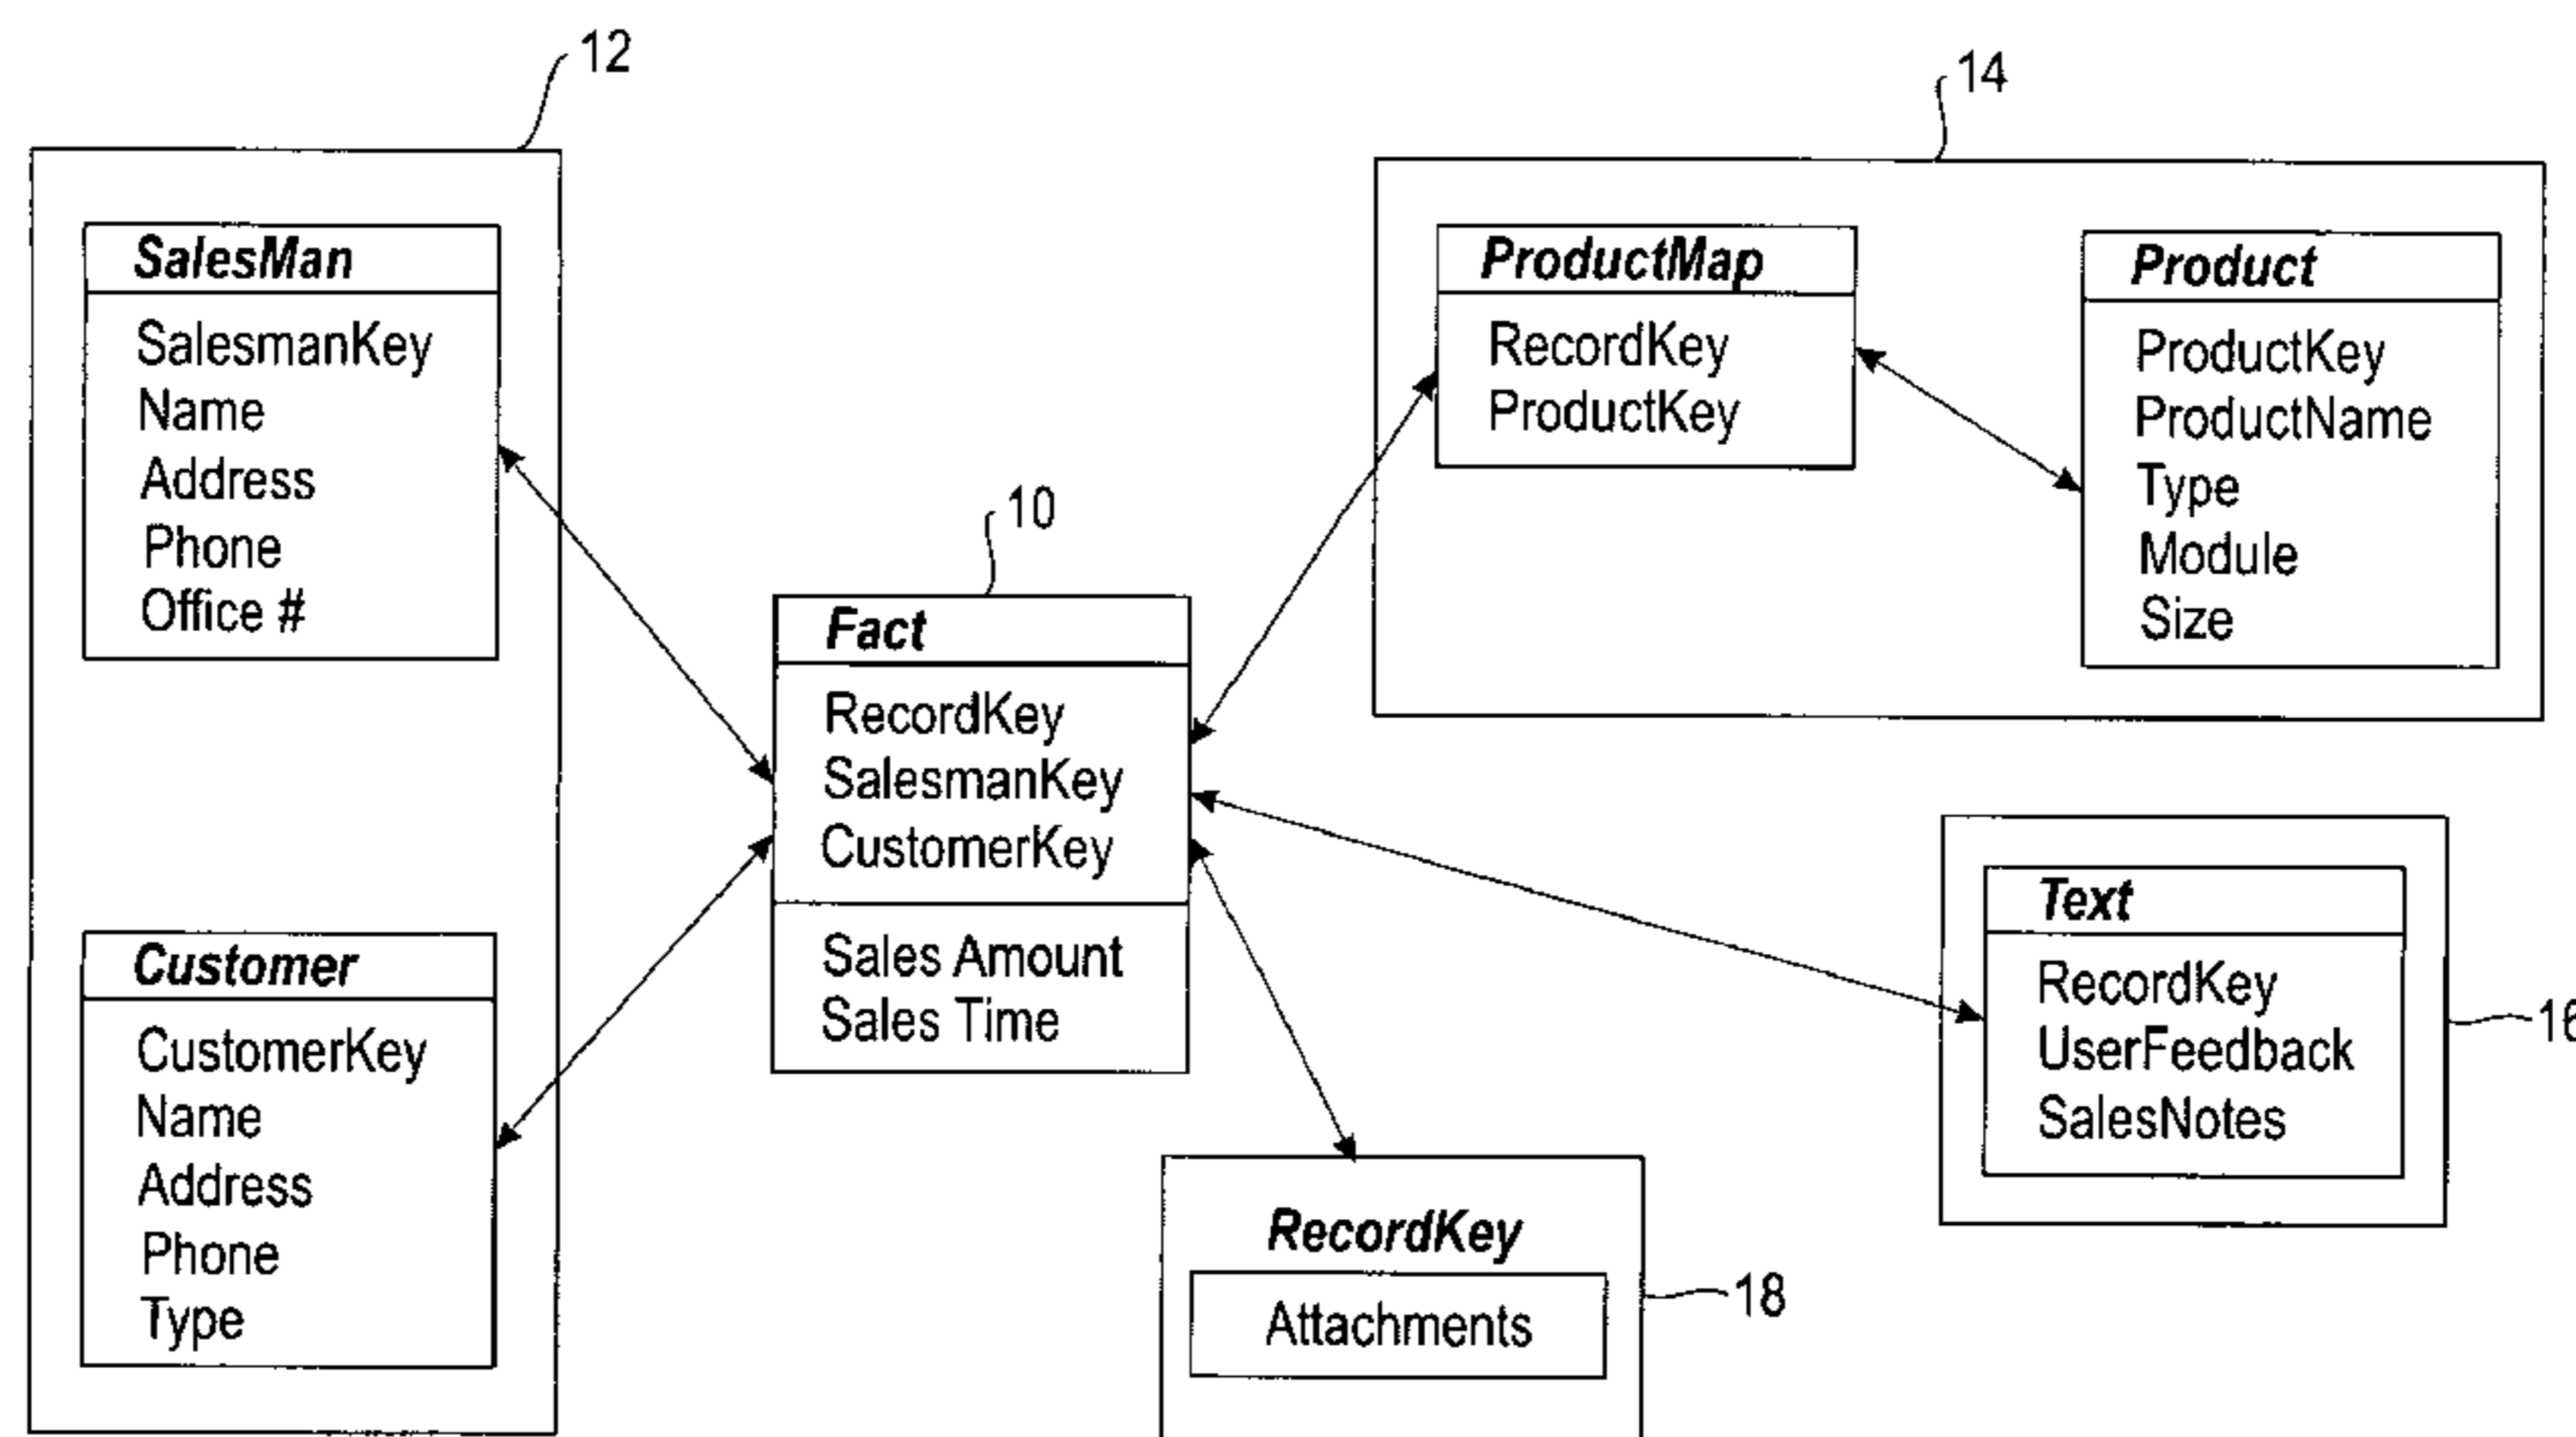 12
SalesMan
SalesmanKey
Name
Address
Phone
Office #
Customer
CustomerKey
Name
Address
Phone
Type
10
Fact
RecordKey
SalesmanKey
CustomerKey
Sales Amount
Sales Time
14
ProductMap
RecordKey
ProductKey
Product
ProductKey
ProductName
Type
Module
Size
Text
RecordKey
UserFeedback
SalesNotes
16
RecordKey
Attachments
18